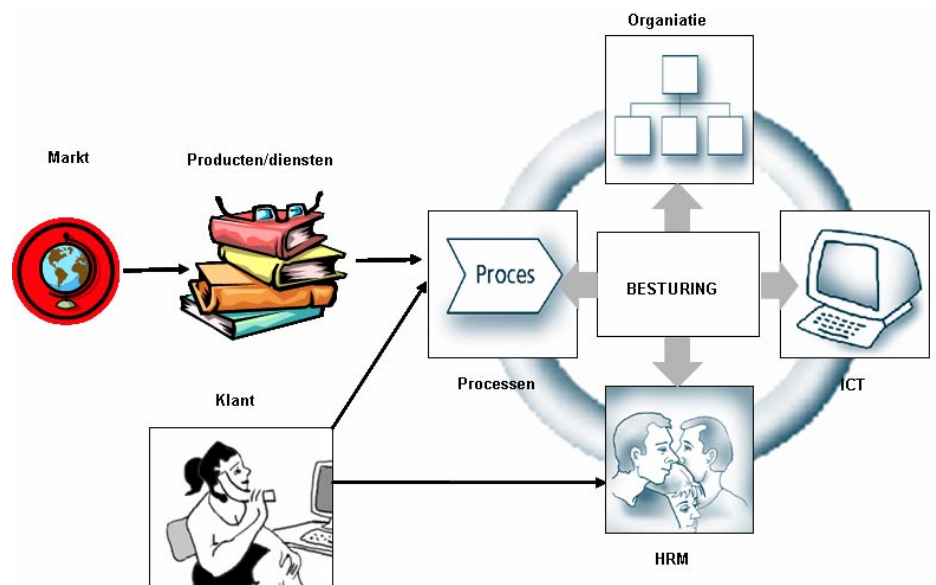 Organiatie
Markt
Producten/diensten
Proces
BESTURING
Processen
ICT
Klant
HRM